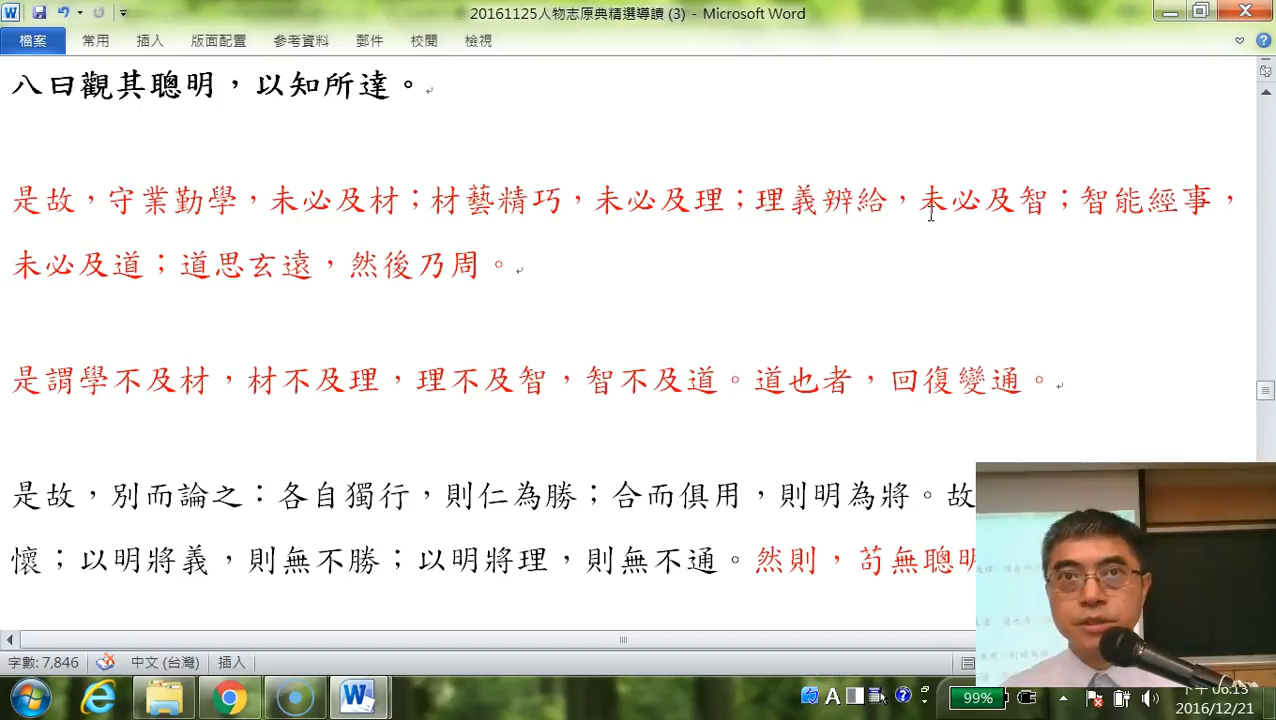 20161125人物志原典精選導讀 (3) - Microsoft Word
檔案 常用 插入 版面配置 參考資料 郵件 校閱 檢視
八曰觀其聰明，以知所達。
是故，守業勤學，未必及材；材藝精巧，未必及理；理義辨給，未必及智；智能經事，
未必及道；道思玄遠，然後乃周。
是謂學不及材，材不及理，理不及智，智不及道。道也者，回復變通。
是故，別而論之：各自獨行，則仁為勝；合而俱用，則明為將。故
懷；以明將義，則無不勝；以明將理，則無不通。然則，苟無聰明
字數: 7,846 中文 (台灣) 插入
99%
下午 06:13
2016/12/21